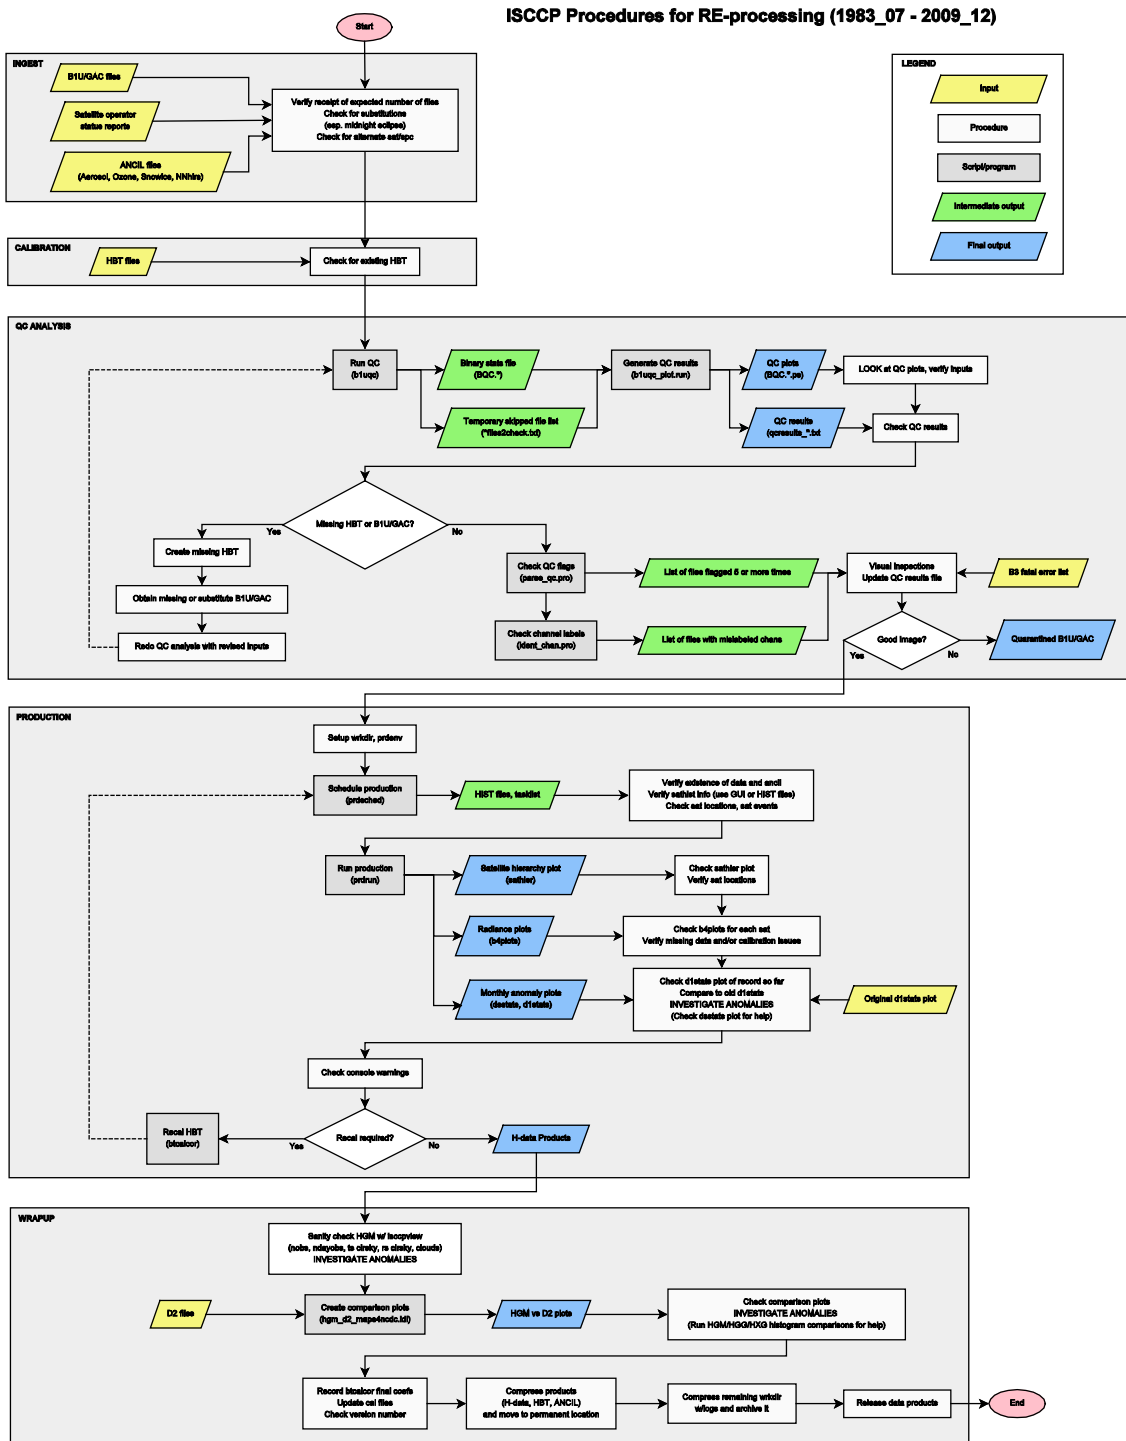 ISCCP Procedures for RE-processing (1983_07 - 2009_12)
Start
INGEST
B1U/GAC files
Satellite operator
status reports
ANCIL files
(Aerosol, Ozone, Snowice, NNhirs)
Verify receipt of expected number of files
Check for substitutions
(esp. midnight eclipse)
Check for alternate sat/spc
LEGEND
Input
Procedure
Script/program
Intermediate output
Final output
CALIBRATION
HBT files
Check for existing HBT
QC ANALYSIS
Run QC
(b1uqc)
Binary stats file
(BQC.*)
Generate QC results
(b1uqc_plot.run)
QC plots
(BQC.*.ps)
LOOK at QC plots, verify inputs
Temporary skipped file list
(*files2check.txt)
QC results
(qcresults_*.txt
Check QC results
Missing HBT or B1U/GAC?
Yes
No
Create missing HBT
Obtain missing or substitute B1U/GAC
Redo QC analysis with revised inputs
Check QC flags
(parse_qc.pro)
List of files flagged 5 or more times
Visual inspections
Update QC results file
B3 fatal error list
Check channel labels
(ident_chan.pro)
List of files with mislabeled chans
Good image?
Yes
No
Quarantined B1U/GAC
PRODUCTION
Setup wrkdir, prdenv
Schedule production
(prdsched)
HIST files, tasklist
Verify existence of data and ancil
Verify sathist info (use GUI or HIST files)
Check sat locations, sat events
Run production
(prdrun)
Satellite hierarchy plot
(sathier)
Check sathier plot
Verify sat locations
Radiance plots
(b4plots)
Check b4plots for each sat
Verify missing data and/or calibration issues
Monthly anomaly plots
(dsstats, d1stats)
Check d1stats plot of record so far
Compare to old d1stats
INVESTIGATE ANOMALIES
(Check dsstats plot for help)
Original d1stats plot
Check console warnings
Recal HBT
(btcalcor)
Yes
Recal required?
No
H-data Products
WRAPUP
Sanity check HGM w/ isccpview
(nobs, ndayobs, ts clrsky, rs clrsky, clouds)
INVESTIGATE ANOMALIES
D2 files
Create comparison plots
(hgm_d2_maps4ncdc.idl)
HGM vs D2 plots
Check comparison plots
INVESTIGATE ANOMALIES
(Run HGM/HGG/HXG histogram comparisons for help)
Record btcalcor final coefs
Update cal files
Check version number
Compress products
(H-data, HBT, ANCIL)
and move to permanent location
Compress remaining wrkdir
w/logs and archive it
Release data products
End